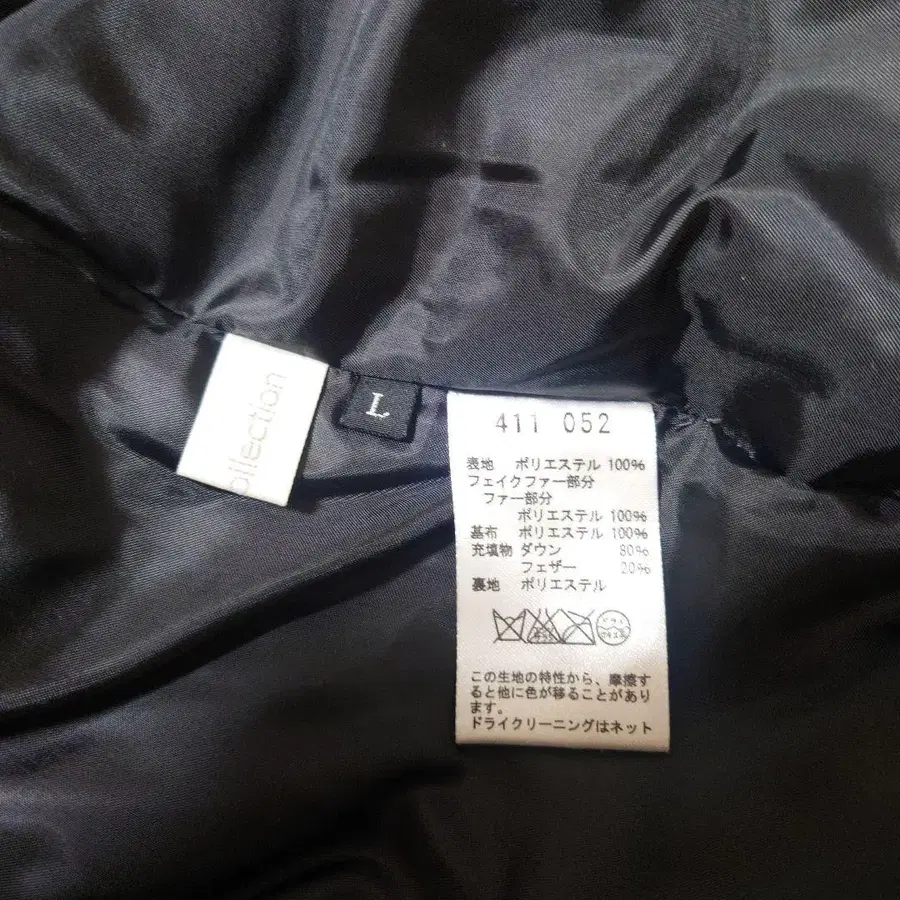 ollection
L
411 052
表地 ポリエステル 100%
フェイクファー部分
ファー部分
ポリエステル 100%
基布 ポリエステル 100%
充填物 ダウン 80%
フェザー 20%
裏地 ポリエステル
この生地の特性から、摩擦す
ると他に色が移ることがあり
ます。
ドライクリーニングはネット